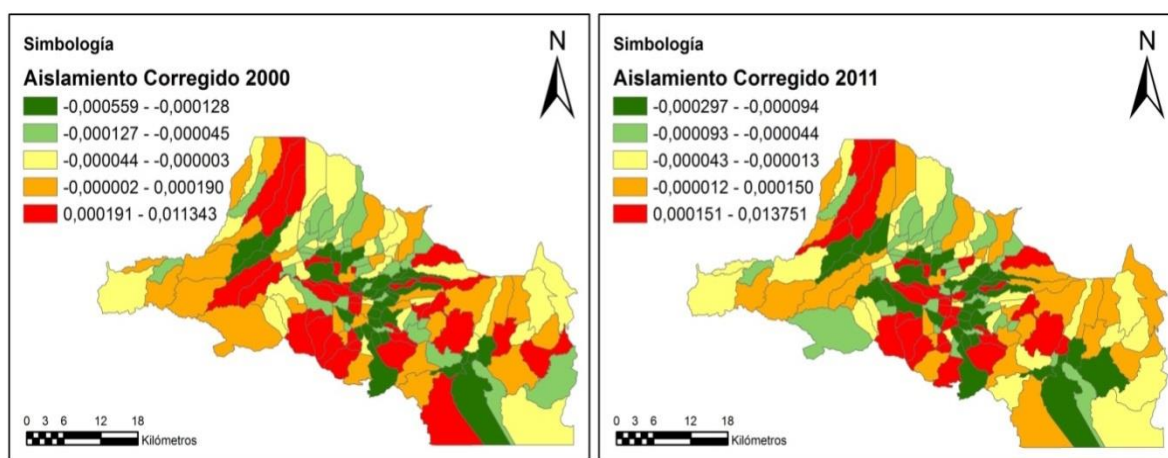 Simbología
N
Aislamiento Corregido 2000
-0,000559 - -0,000128
-0,000127 - -0,000045
-0,000044 - -0,000003
-0,000002 - 0,000190
0,000191 - 0,011343
0 3 6 12 18
Kilómetros
Simbología
N
Aislamiento Corregido 2011
-0,000297 - -0,000094
-0,000093 - -0,000044
-0,000043 - -0,000013
-0,000012 - 0,000150
0,000151 - 0,013751
0 3 6 12 18
Kilómetros